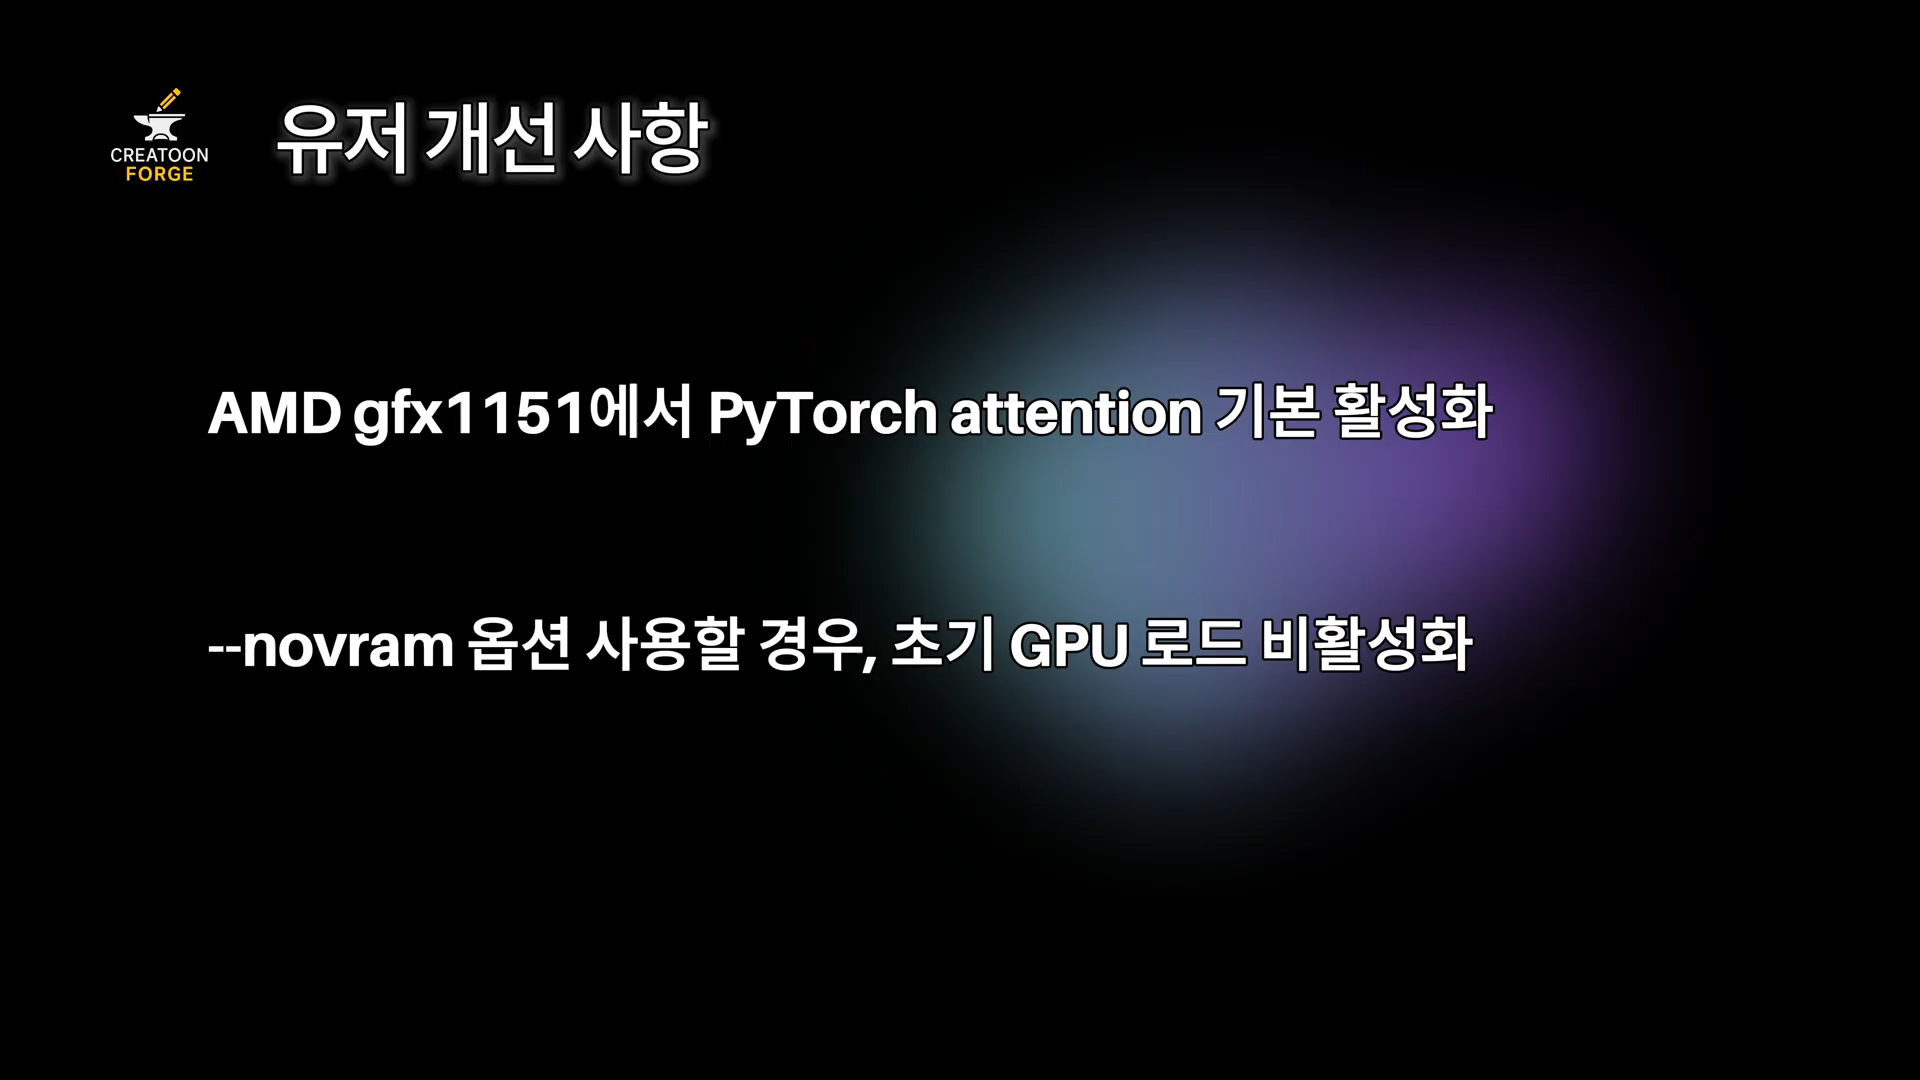 CREATOON
FORGE
유저 개선 사항
AMD gfx1151에서 PyTorch attention 기본 활성화
--novram 옵션 사용할 경우, 초기 GPU 로드 비활성화